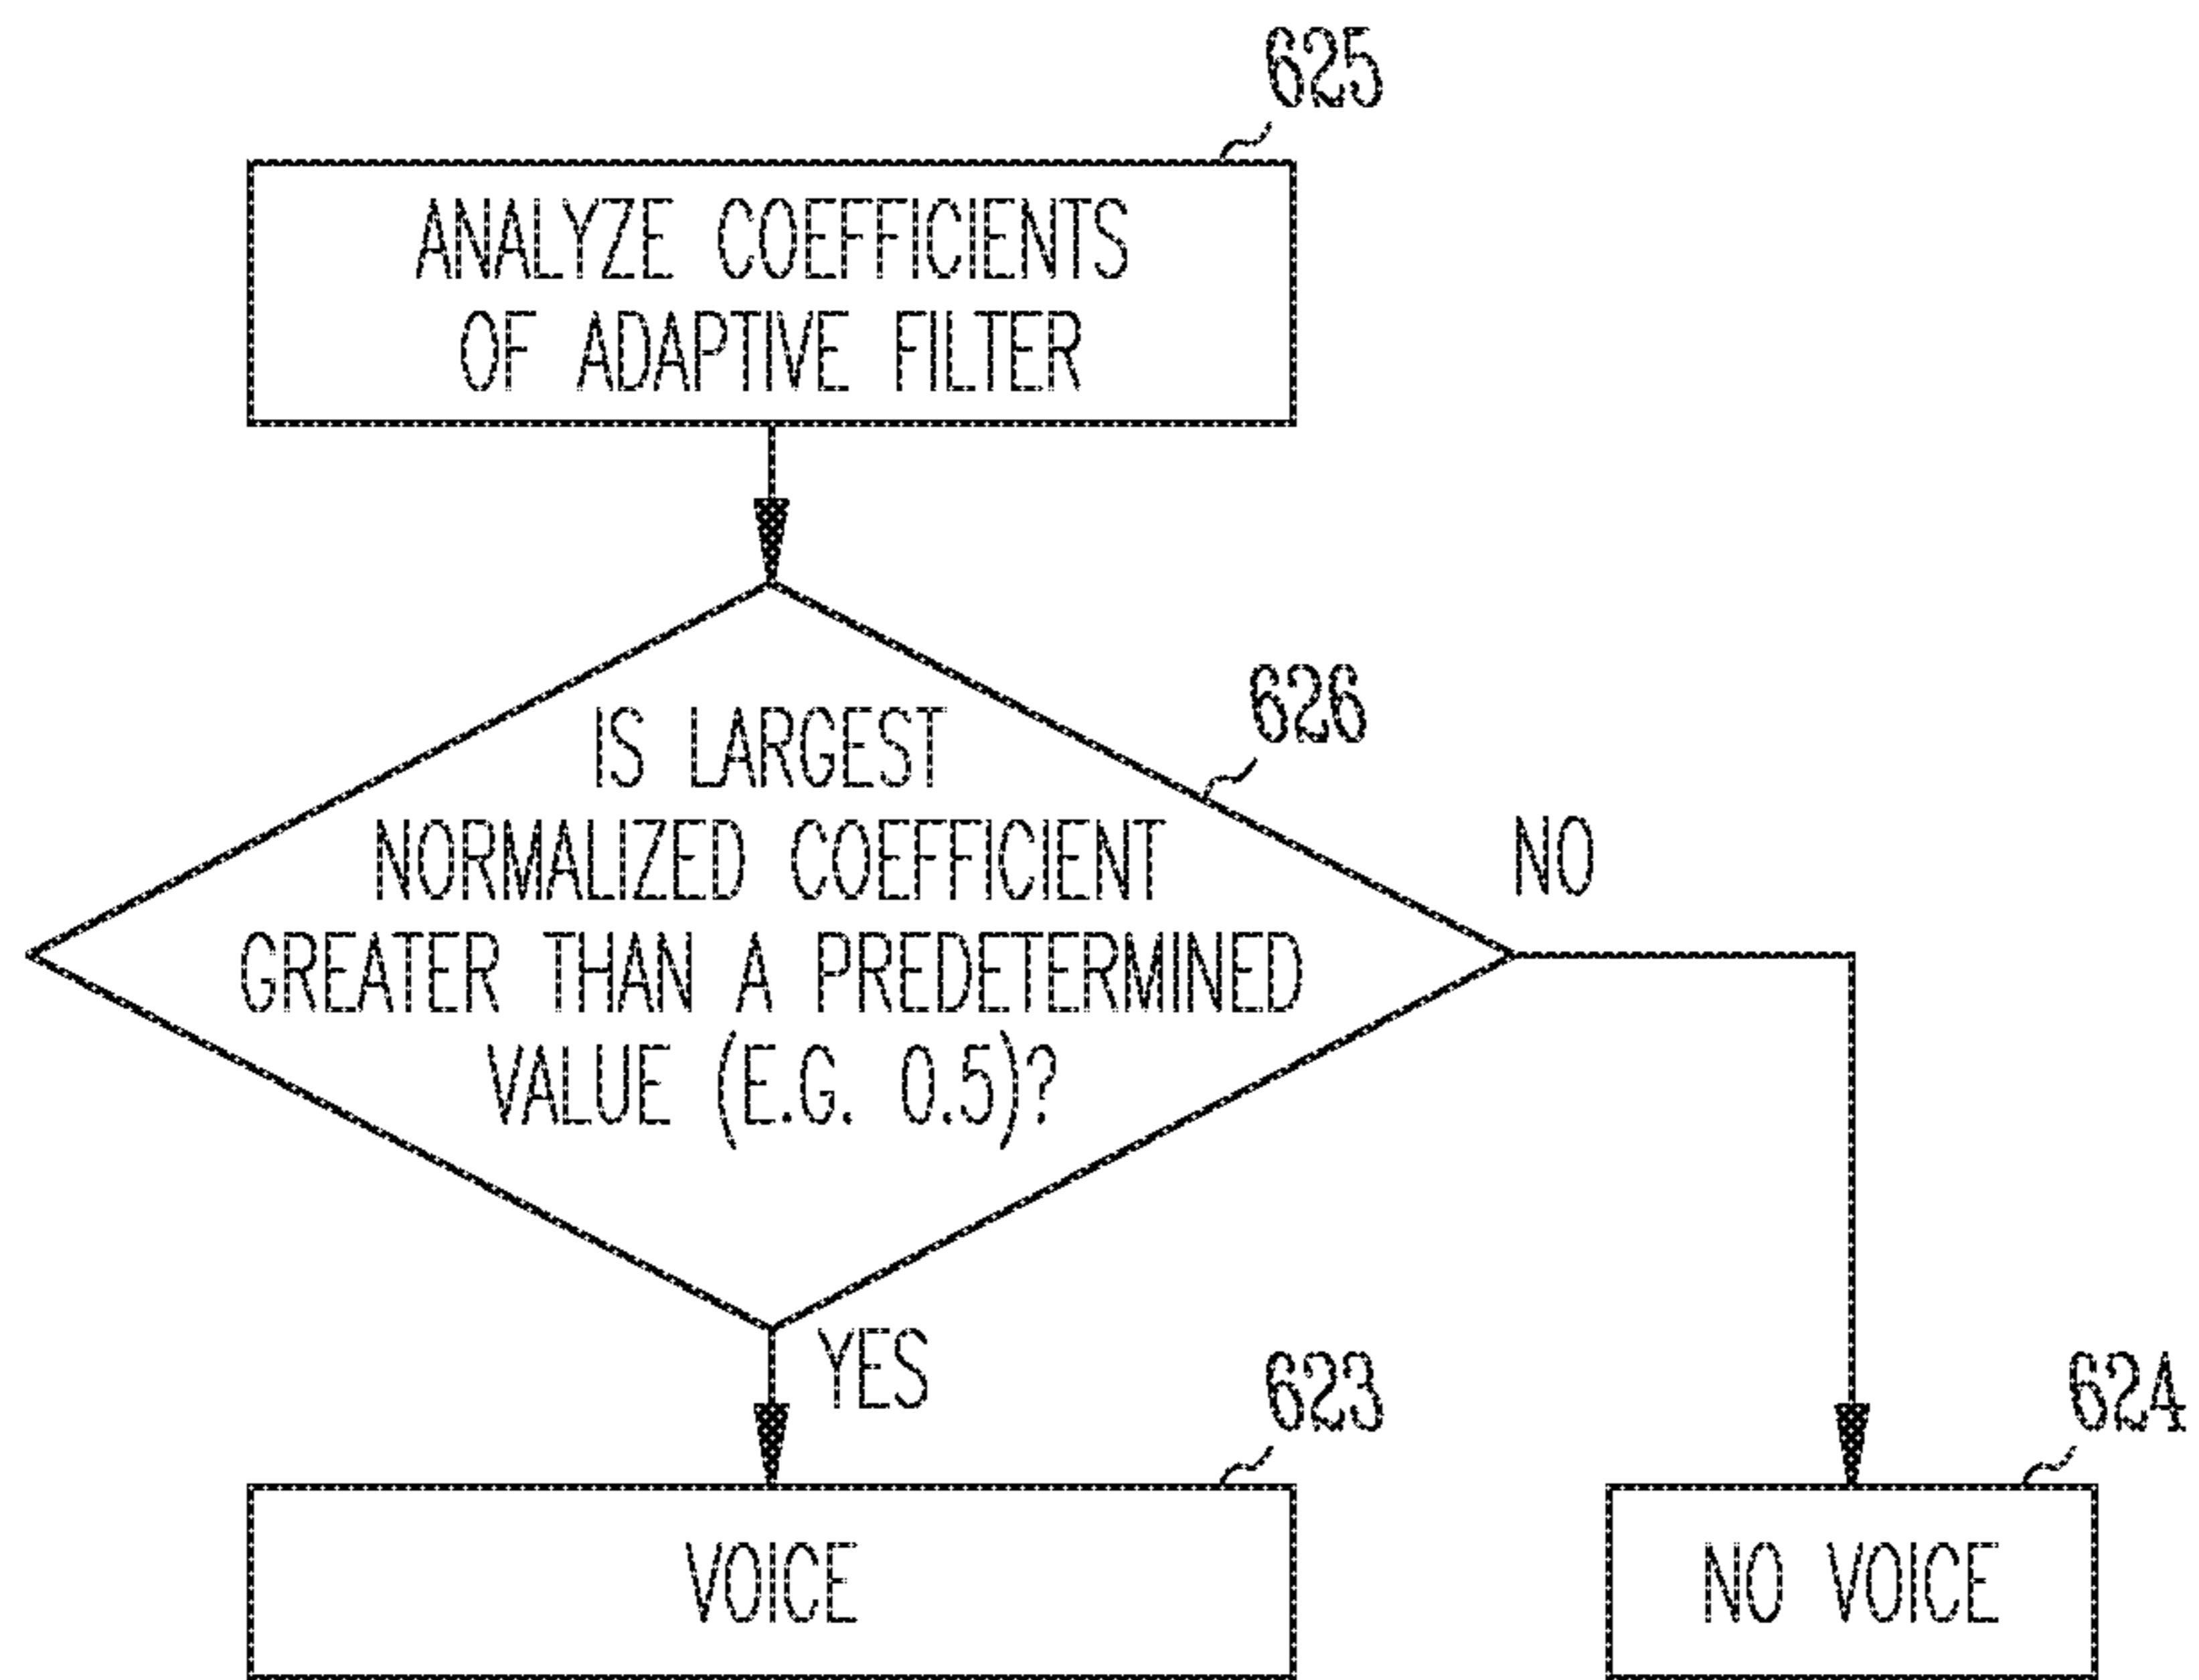 625
ANALYZE COEFFICIENTS
OF ADAPTIVE FILTER
626
IS LARGEST
NORMALIZED COEFFICIENT
GREATER THAN A PREDETERMINED
VALUE (E.G. 0.5)?
NO
YES
623
VOICE
624
NO VOICE